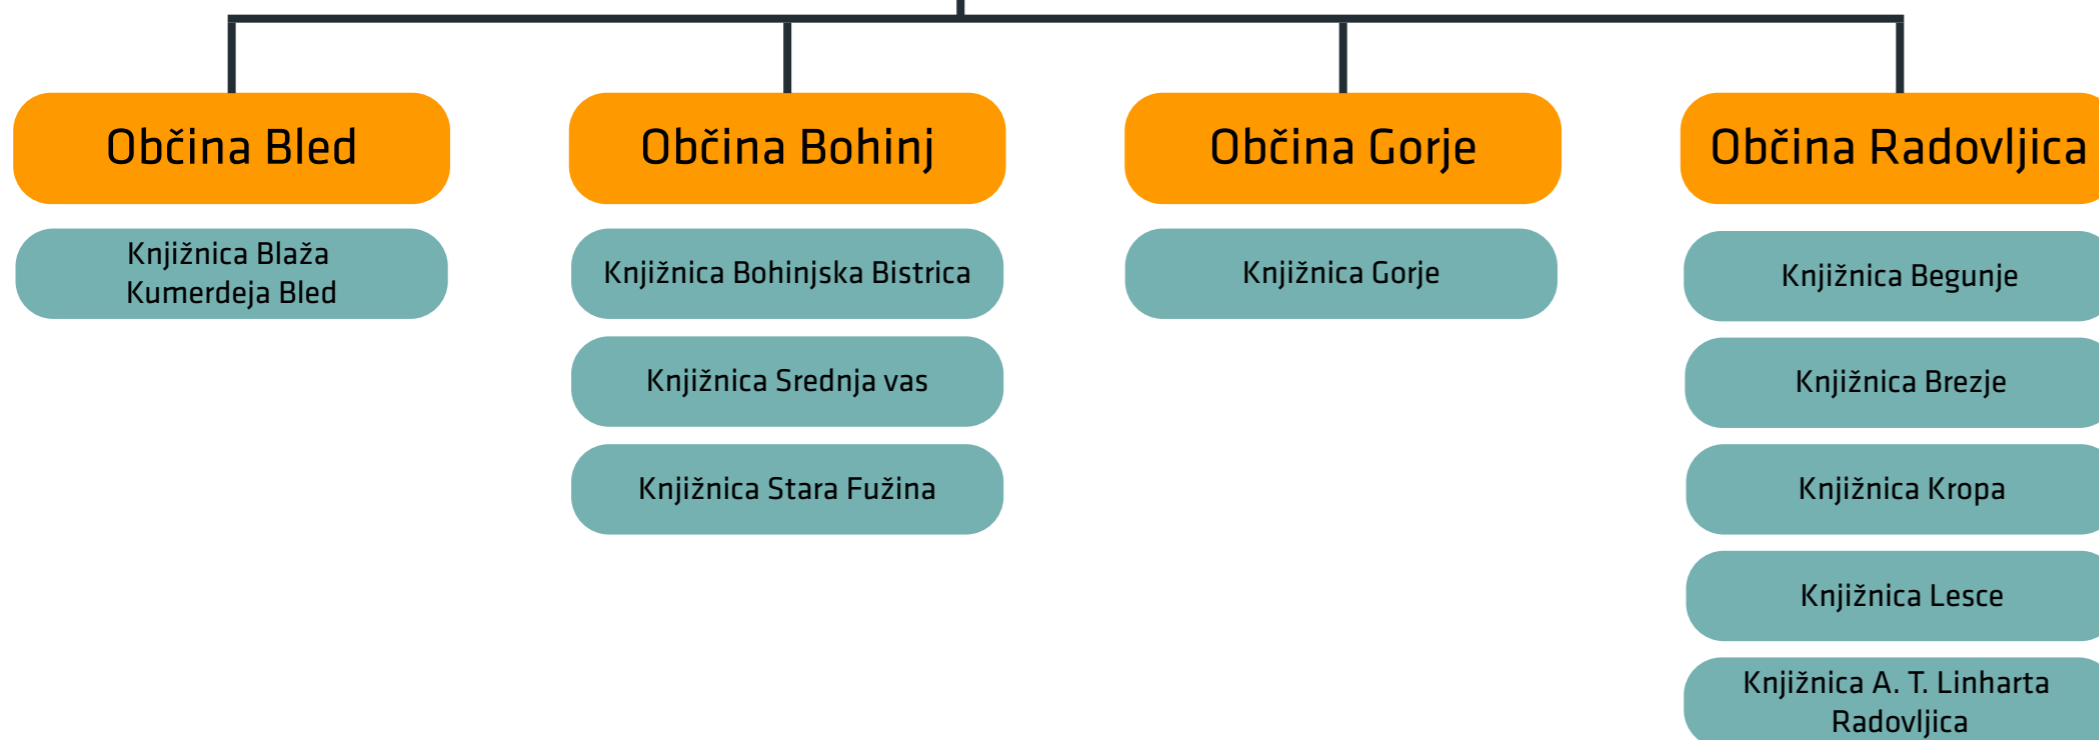 Občina Bled
Knjižnica Blaža
Kumerdeja Bled
Občina Bohinj
Knjižnica Bohinjska Bistrica
Knjižnica Srednja vas
Knjižnica Stara Fužina
Občina Gorje
Knjižnica Gorje
Občina Radovljica
Knjižnica Begunje
Knjižnica Brezje
Knjižnica Kropa
Knjižnica Lesce
Knjižnica A. T. Linharta
Radovljica